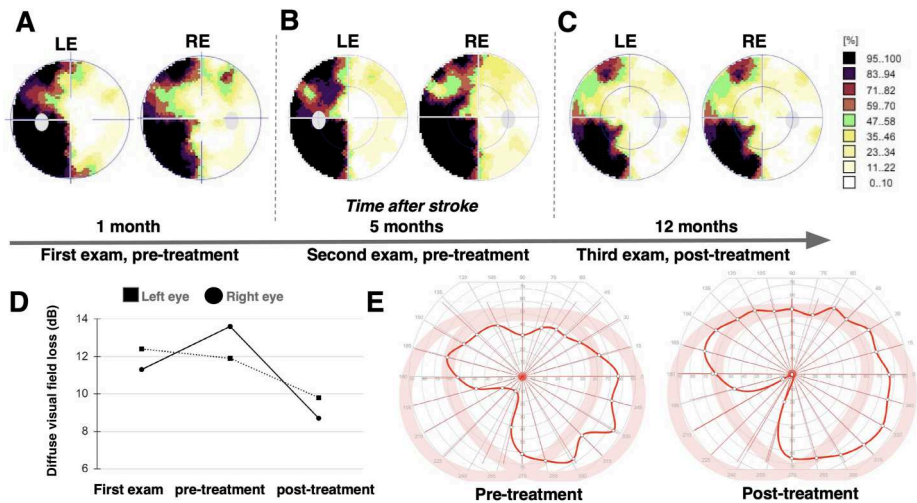 A
LE
RE
B
LE
RE
C
LE
RE
[%]
95..100
83..94
71..82
59..70
47..58
35..46
23..34
11..22
0..10
Time after stroke
1 month
5 months
12 months
First exam, pre-treatment
Second exam, pre-treatment
Third exam, post-treatment
D
Left eye
Right eye
Diffuse visual field loss (dB)
14
12
10
8
6
First exam
pre-treatment
post-treatment
E
Pre-treatment
Post-treatment